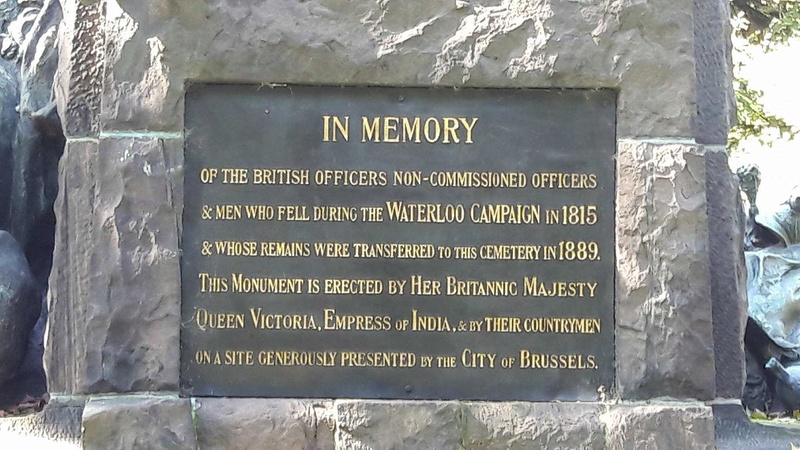 IN MEMORY
OF THE BRITISH OFFICERS NON-COMMISSIONED OFFICERS
& MEN WHO FELL DURING THE WATERLOO CAMPAIGN IN 1815
& WHOSE REMAINS WERE TRANSFERRED TO THIS CEMETERY IN 1889.
THIS MONUMENT IS ERECTED BY HER BRITANNIC MAJESTY
QUEEN VICTORIA, EMPRESS OF INDIA, & BY THEIR COUNTRYMEN
ON A SITE GENEROUSLY PRESENTED BY THE CITY OF BRUSSELS.